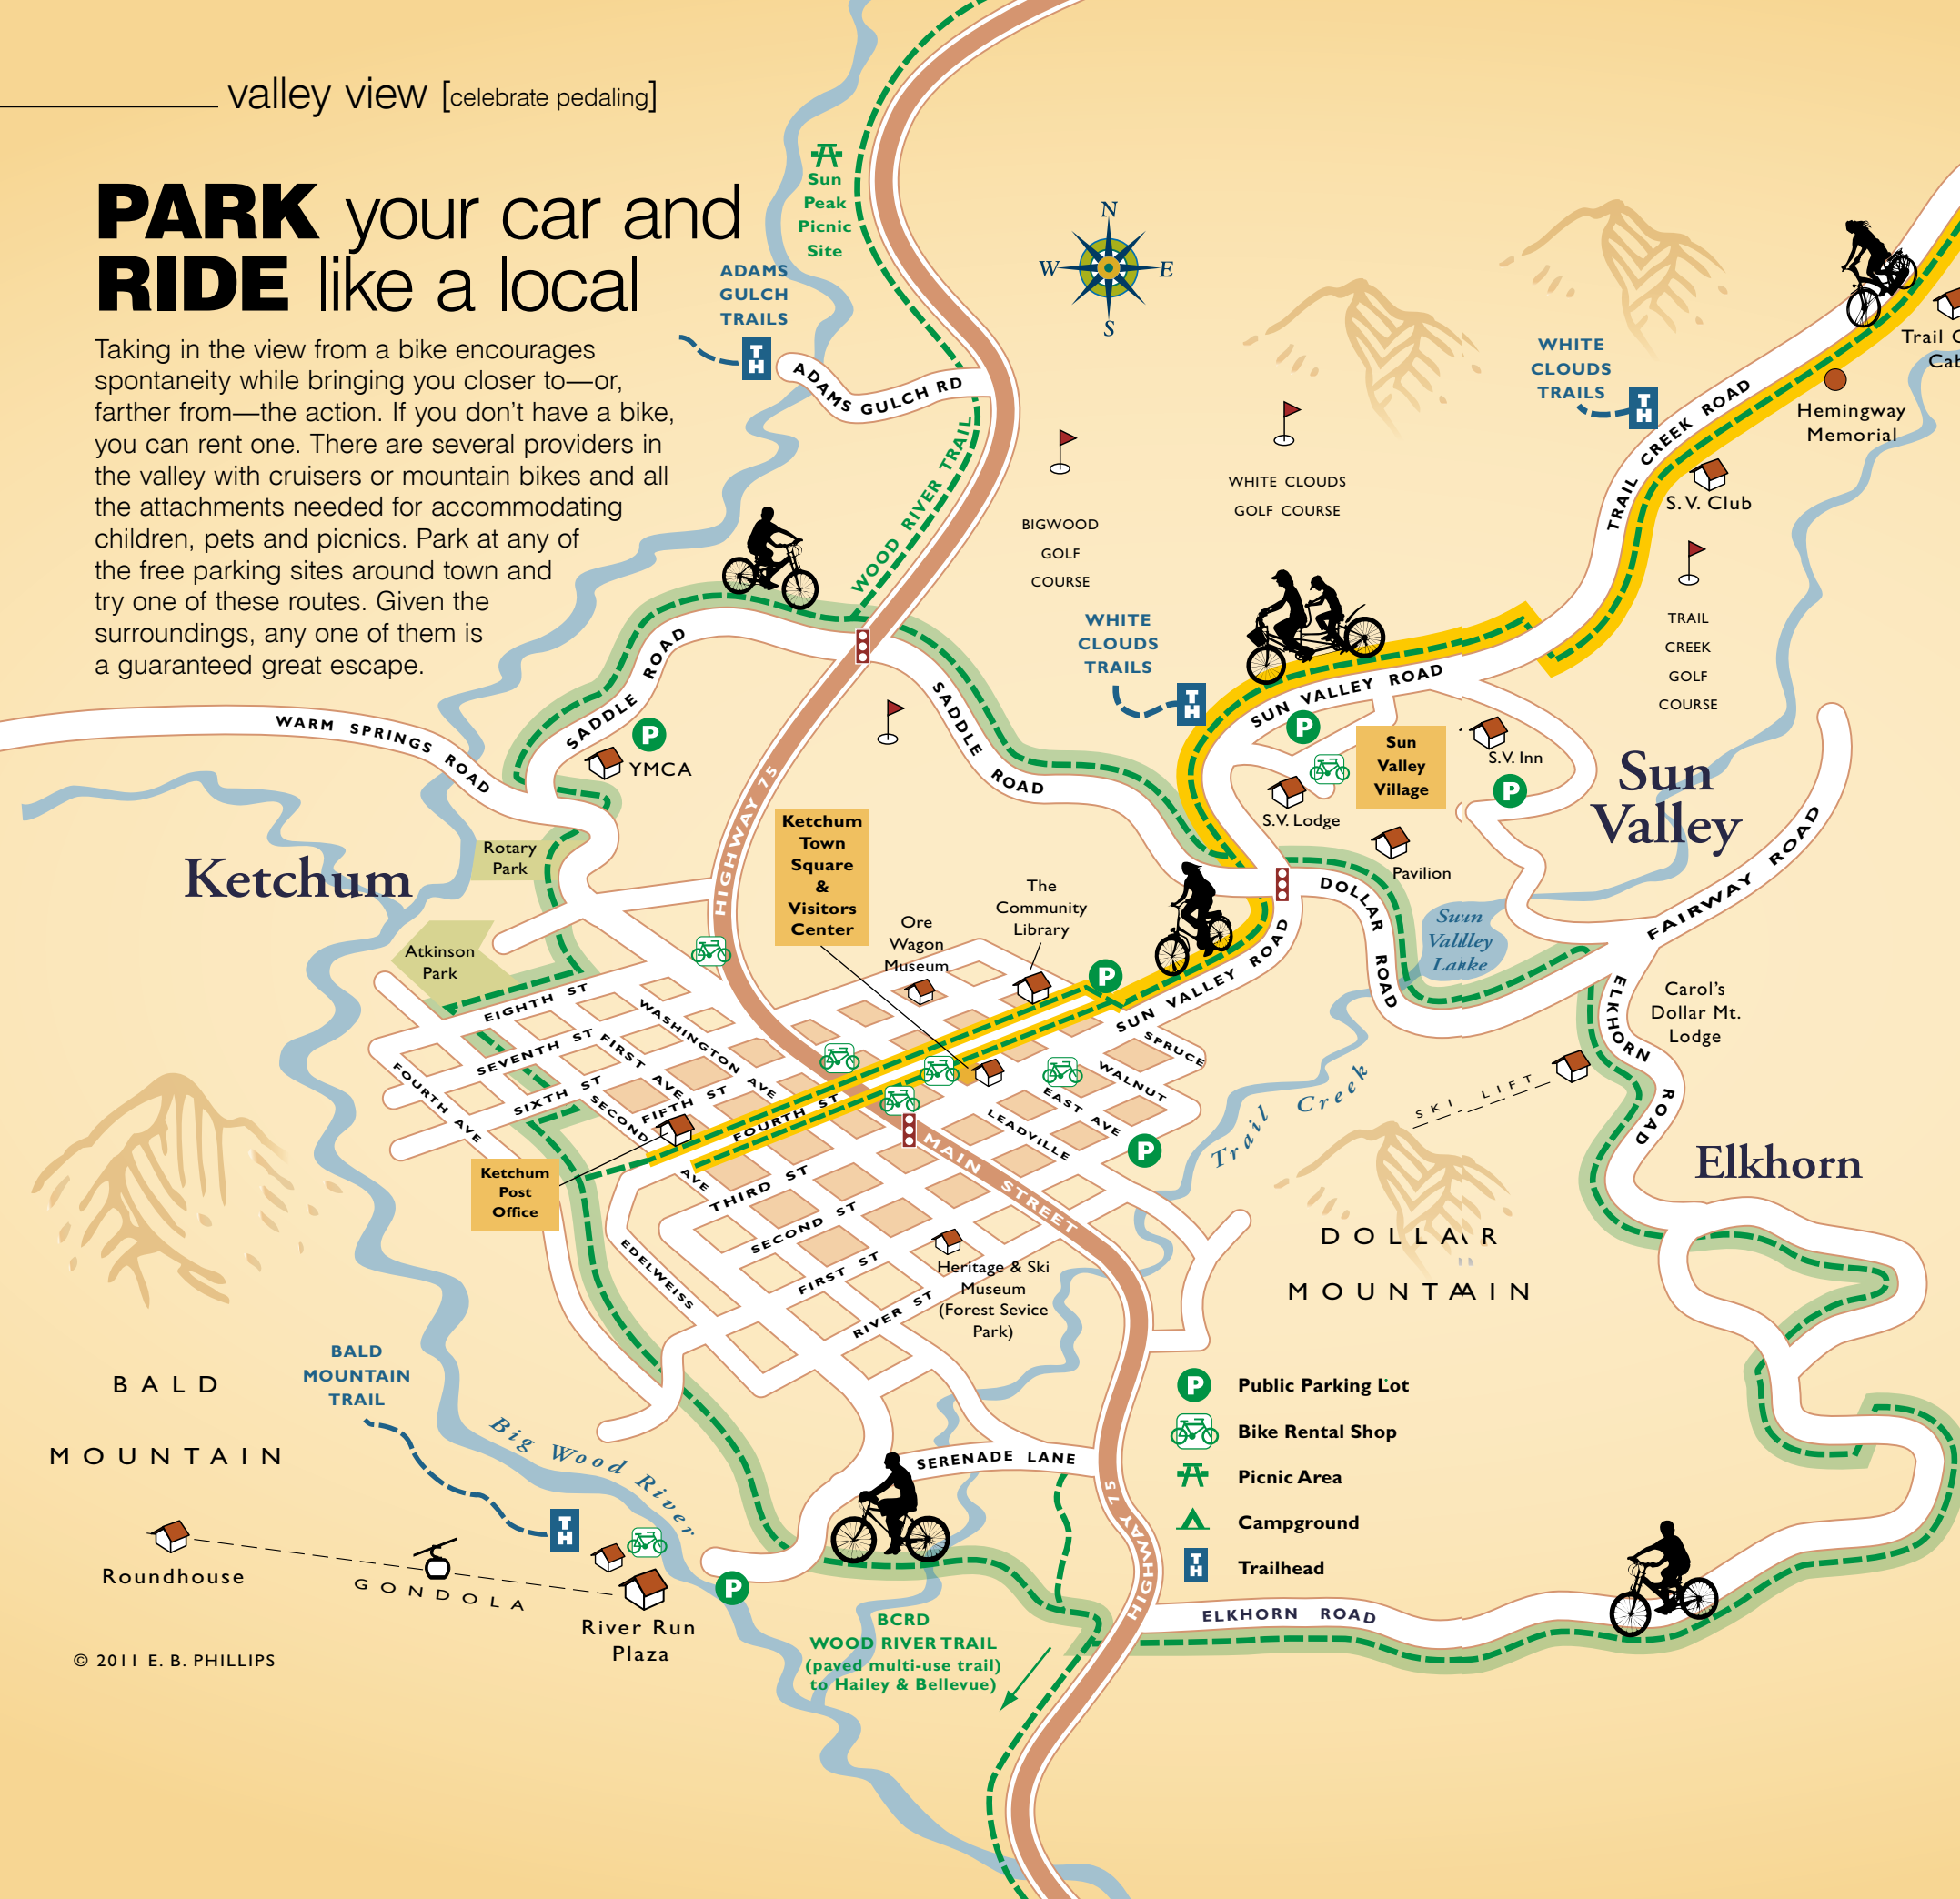 valley view [celebrate pedaling]
PARK your car and
RIDE like a local
Taking in the view from a bike encourages
spontaneity while bringing you closer to—or,
farther from—the action. If you don’t have a bike,
you can rent one. There are several providers in
the valley with cruisers or mountain bikes and all
the attachments needed for accommodating
children, pets and picnics. Park at any of
the free parking sites around town and
try one of these routes. Given the
surroundings, any one of them is
a guaranteed great escape.
Sun
Peak
Picnic
Site
ADAMS
GULCH
TRAILS
TH
ADAMS GULCH RD
WOOD RIVER TRAIL
N
W
E
S
BIGWOOD
GOLF
COURSE
WHITE CLOUDS
GOLF COURSE
WHITE
CLOUDS
TRAILS
TH
TRAIL CREEK ROAD
Trail
Hemingway
Memorial
S.V. Club
TRAIL
CREEK
GOLF
COURSE
WHITE
CLOUDS
TRAILS
TH
SUN VALLEY ROAD
P
Sun
Valley
Village
S.V. Inn
P
S.V. Lodge
Pavilion
Sun
Valley
WARM SPRINGS ROAD
SADDLE ROAD
P
YMCA
SADDLE ROAD
HIGHWAY 75
Ketchum
Rotary
Park
Atkinson
Park
Ketchum
Town
Square
&
Visitors
Center
Ore
Wagon
Museum
The
Community
Library
P
SUN VALLEY ROAD
DOLLAR ROAD
Sun
Valley
Lake
FAIRWAY ROAD
ELKHORN ROAD
Carol’s
Dollar Mt.
Lodge
SKI LIFT
Elkhorn
Trail Creek
DOLLAR
MOUNTAIN
EIGHTH ST
SEVENTH ST
SIXTH ST
FIFTH ST
FOURTH ST
THIRD ST
SECOND ST
FIRST ST
RIVER ST
WASHINGTON AVE
FIRST AVE
SECOND AVE
FOURTH AVE
EDELWEISS
SPRUCE
WALNUT
EAST AVE
LEADVILLE
P
MAIN STREET
Ketchum
Post
Office
Heritage & Ski
Museum
(Forest Sevice
Park)
BALD
MOUNTAIN
BALD
MOUNTAIN
TRAIL
TH
Big Wood River
Roundhouse
GONDOLA
River Run
Plaza
P
SERENADE LANE
HIGHWAY 75
P Public Parking Lot
Bike Rental Shop
Picnic Area
Campground
TH Trailhead
ELKHORN ROAD
BCRD
WOOD RIVER TRAIL
(paved multi-use trail)
to Hailey & Bellevue)
© 2011 E. B. PHILLIPS